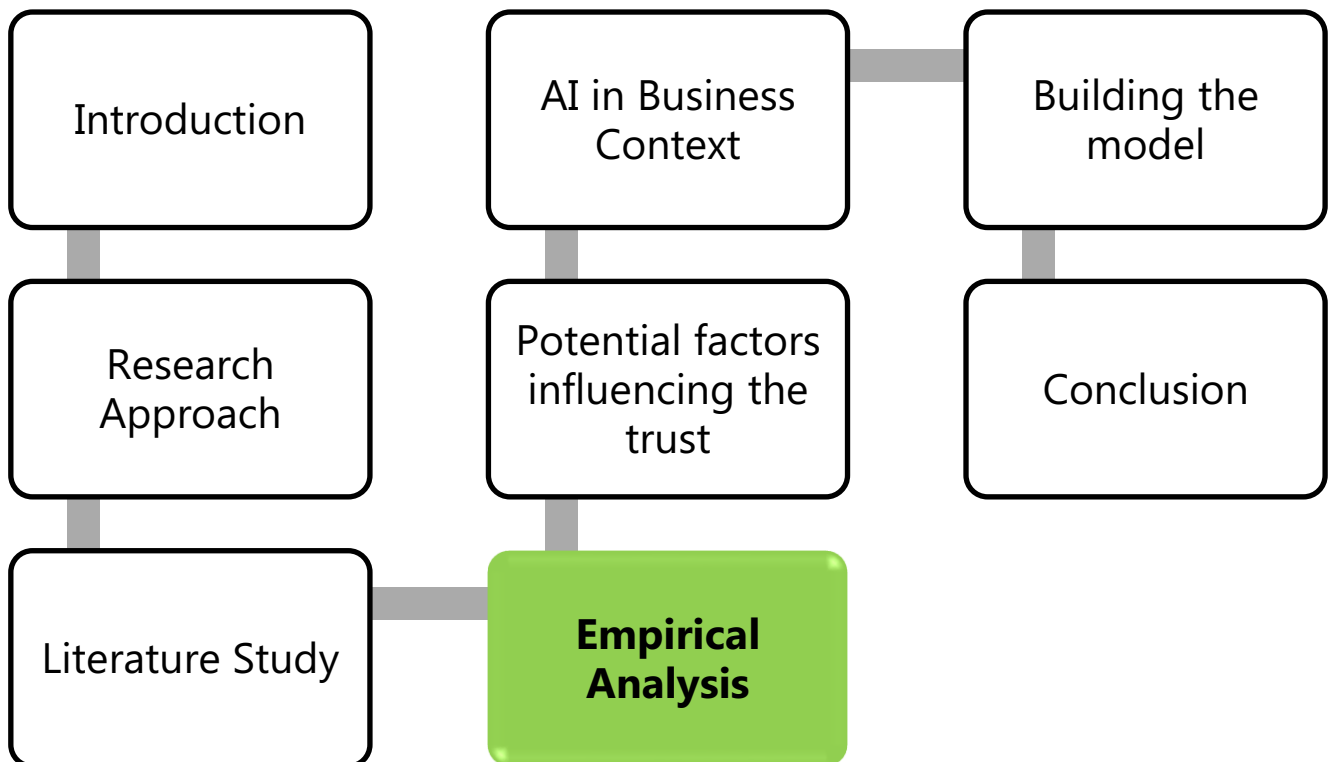 Introduction
Research
Approach
Literature Study
Empirical
Analysis
Potential factors
influencing the
trust
AI in Business
Context
Building the
model
Conclusion